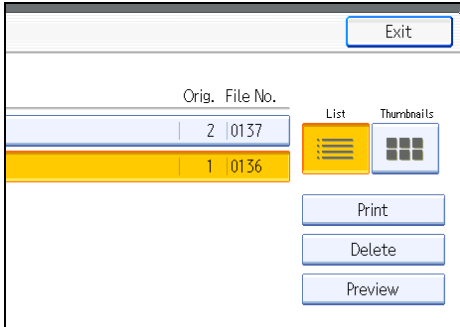 Exit
Orig. File No.
List Thumbnails
2 0137
1 0136
Print
Delete
Preview